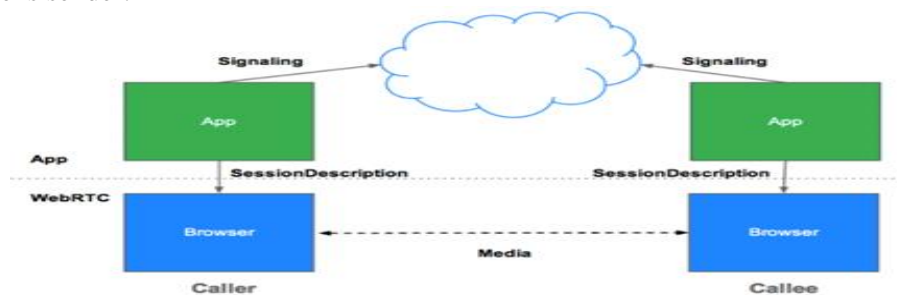 Signaling Signaling
App App
App
SessionDescription SessionDescription
WebRTC
Browser Browser
Media
Caller Callee